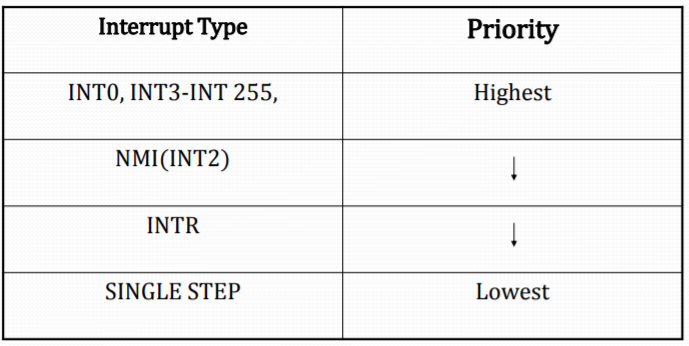 Interrupt Type Priority
INT0, INT3-INT 255, Highest
NMI(INT2) ↓
INTR ↓
SINGLE STEP Lowest